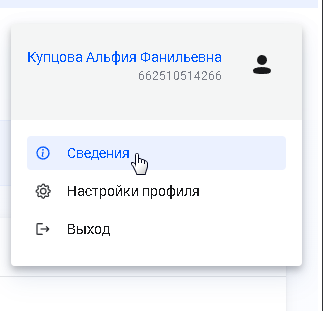 Купцова Альфия Фанильевна
662510514266
Сведения
Настройки профиля
Выход